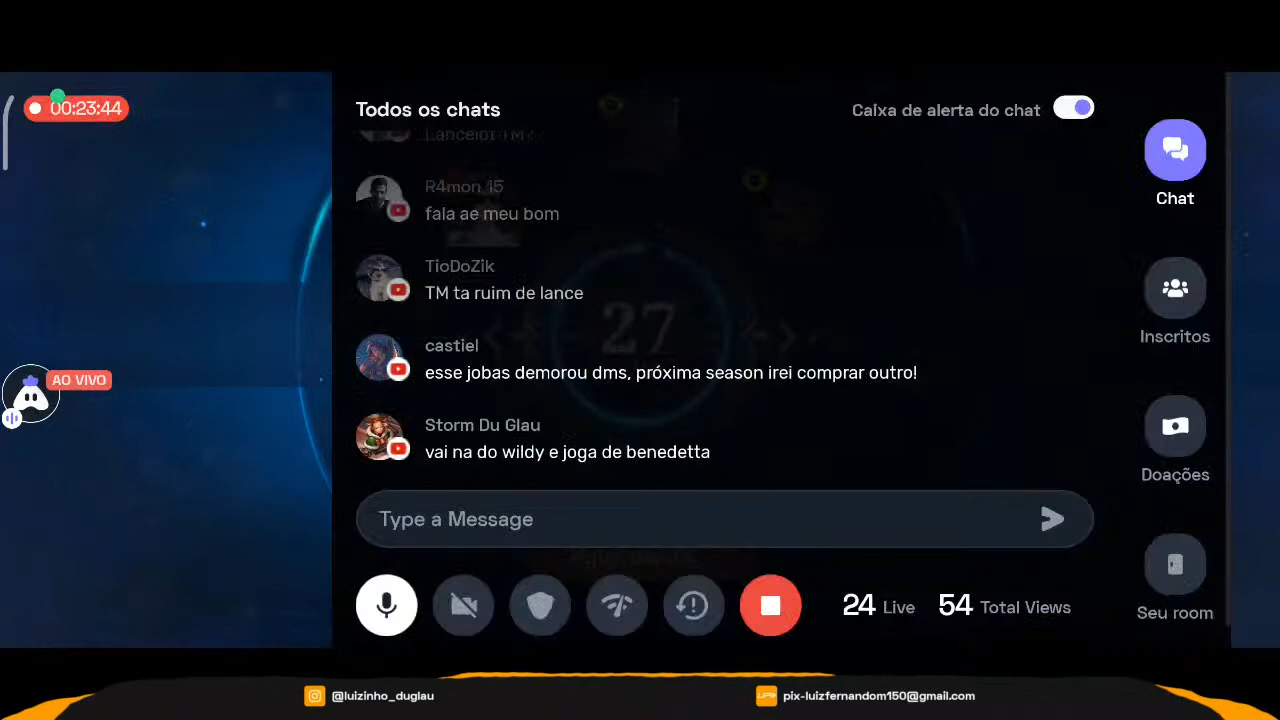 00:23:44
Todos os chats
Caixa de alerta do chat
Lancelot TM?
R4mon 15
fala ae meu bom
TioDoZik
TM ta ruim de lance
castiel
esse jobas demorou dms, próxima season irei comprar outro!
Storm Du Glau
vai na do wildy e joga de benedetta
27
AO VIVO
Chat
Inscritos
Doações
Seu room
Type a Message
24 Live
54 Total Views
@luizinho_duglau
pix-luizfernandom150@gmail.com